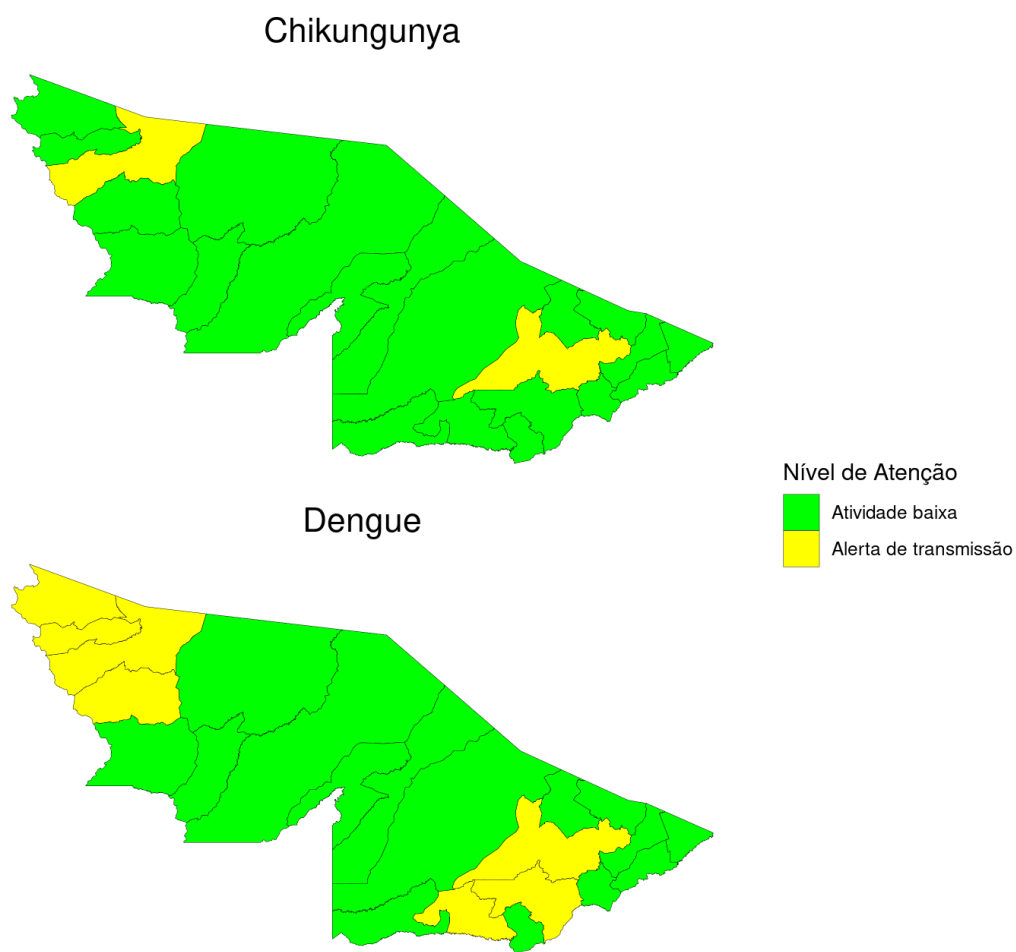 Chikungunya
Dengue
Nível de Atenção
Atividade baixa
Alerta de transmissão